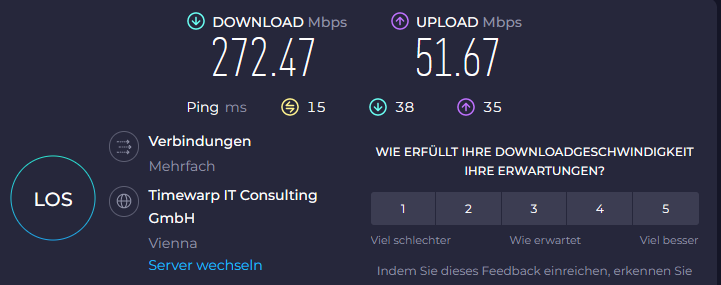 DOWNLOAD Mbps
272.47
UPLOAD Mbps
51.67
Ping ms 15 38 35
LOS
Verbindungen
Mehrfach
Timewarp IT Consulting
GmbH
Vienna
Server wechseln
WIE ERFÜLLT IHRE DOWNLOADGESCHWINDIGKEIT
IHRE ERWARTUNGEN?
1 2 3 4 5
Viel schlechter Wie erwartet Viel besser
Indem Sie dieses Feedback einreichen, erkennen Sie